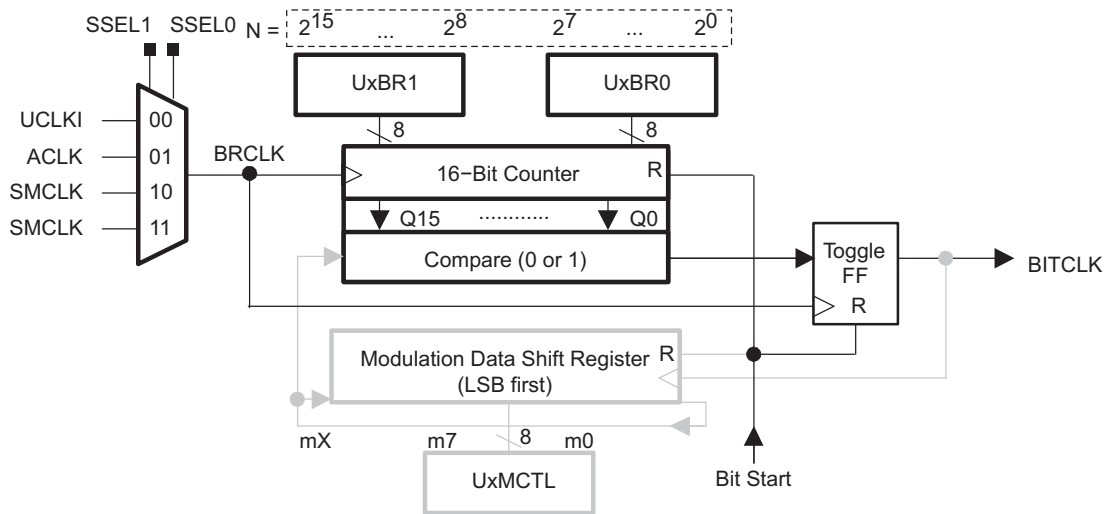 SSEL1 SSEL0 N = 2^15 ... 2^8 2^7 ... 2^0
UxBR1 UxBR0
8 8
UCLKI 00
ACLK 01
SMCLK 10
SMCLK 11
BRCLK
16−Bit Counter R
Q15 ............ Q0
Compare (0 or 1)
Toggle
FF
R
BITCLK
Modulation Data Shift Register R
(LSB first)
mX m7 8 m0
UxMCTL
Bit Start